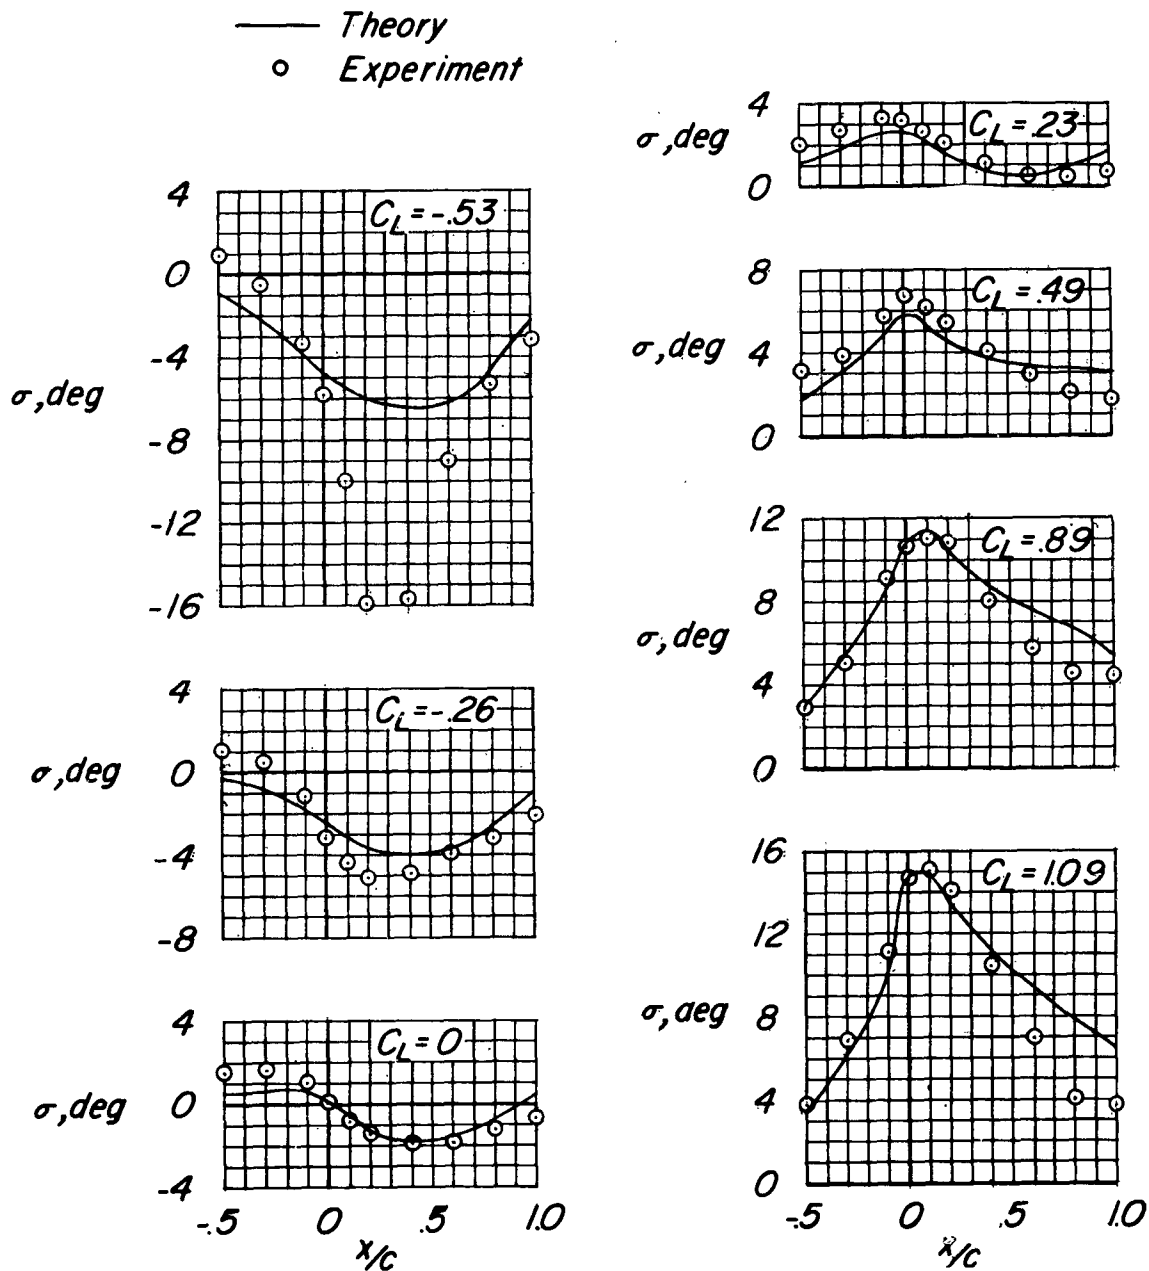 Theory
Experiment
4
0
-4
-8
-12
-16
σ, deg
C_L = -.53
4
0
-4
-8
σ, deg
C_L = -.26
4
0
-4
σ, deg
C_L = 0
-.5 0 .5 1.0
x/c
4
0
σ, deg
C_L = .23
8
4
0
σ, deg
C_L = .49
12
8
4
0
σ, deg
C_L = .89
16
12
8
4
0
σ, deg
C_L = 1.09
-.5 0 .5 1.0
x/c